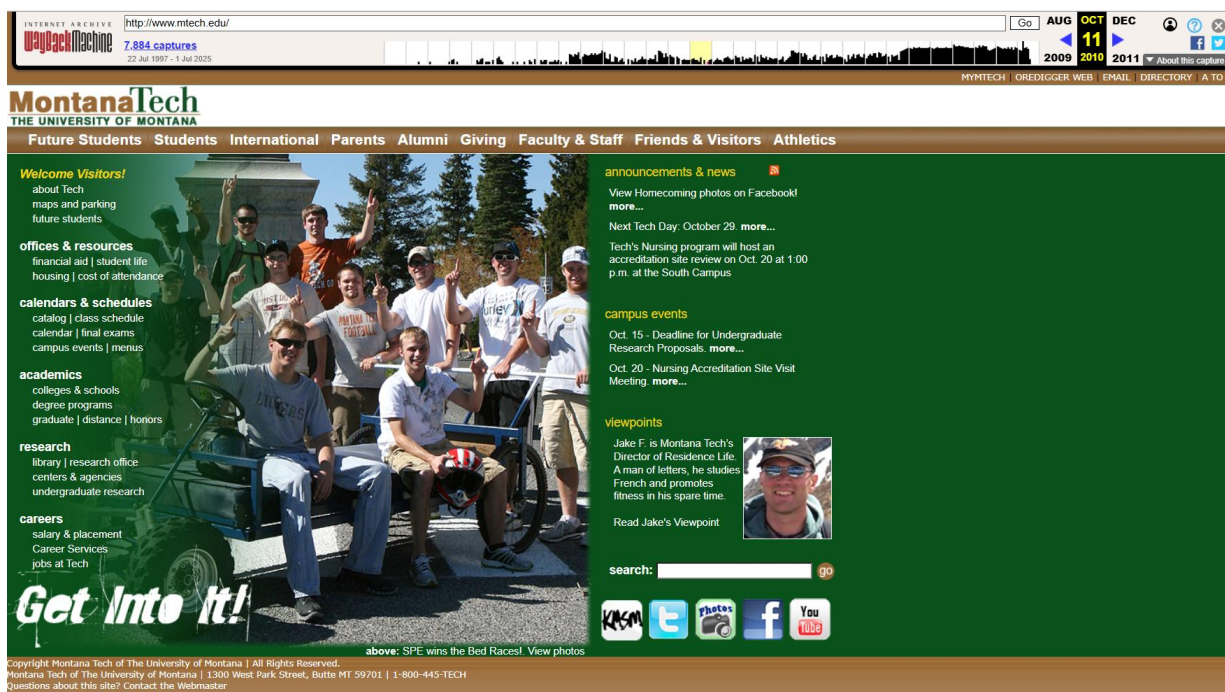 INTERNET ARCHIVE
WayBackMachine
http://www.mtech.edu/
Go
7,884 captures
22 Jul 1997 - 1 Jul 2025
AUG OCT DEC
11
2009 2010 2011
About this capture
MYMTECH | OREDIGGER WEB | EMAIL | DIRECTORY | A TO
MontanaTech
THE UNIVERSITY OF MONTANA
Future Students Students International Parents Alumni Giving Faculty & Staff Friends & Visitors Athletics
Welcome Visitors!
about Tech
maps and parking
future students
offices & resources
financial aid | student life
housing | cost of attendance
calendars & schedules
catalog | class schedule
calendar | final exams
campus events | menus
academics
colleges & schools
degree programs
graduate | distance | honors
research
library | research office
centers & agencies
undergraduate research
careers
salary & placement
Career Services
jobs at Tech
Get Into It!
MONTANA TECH
FOOTBALL
above: SPE wins the Bed Races!. View photos
announcements & news
View Homecoming photos on Facebook!
more...
Next Tech Day: October 29. more...
Tech's Nursing program will host an
accreditation site review on Oct. 20 at 1:00
p.m. at the South Campus
campus events
Oct. 15 - Deadline for Undergraduate
Research Proposals. more...
Oct. 20 - Nursing Accreditation Site Visit
Meeting. more...
viewpoints
Jake F. is Montana Tech's
Director of Residence Life.
A man of letters, he studies
French and promotes
fitness in his spare time.
Read Jake's Viewpoint
search:
go
KMSM
Photos
You
Tube
Copyright Montana Tech of The University of Montana | All Rights Reserved.
Montana Tech of The University of Montana | 1300 West Park Street, Butte MT 59701 | 1-800-445-TECH
Questions about this site? Contact the Webmaster